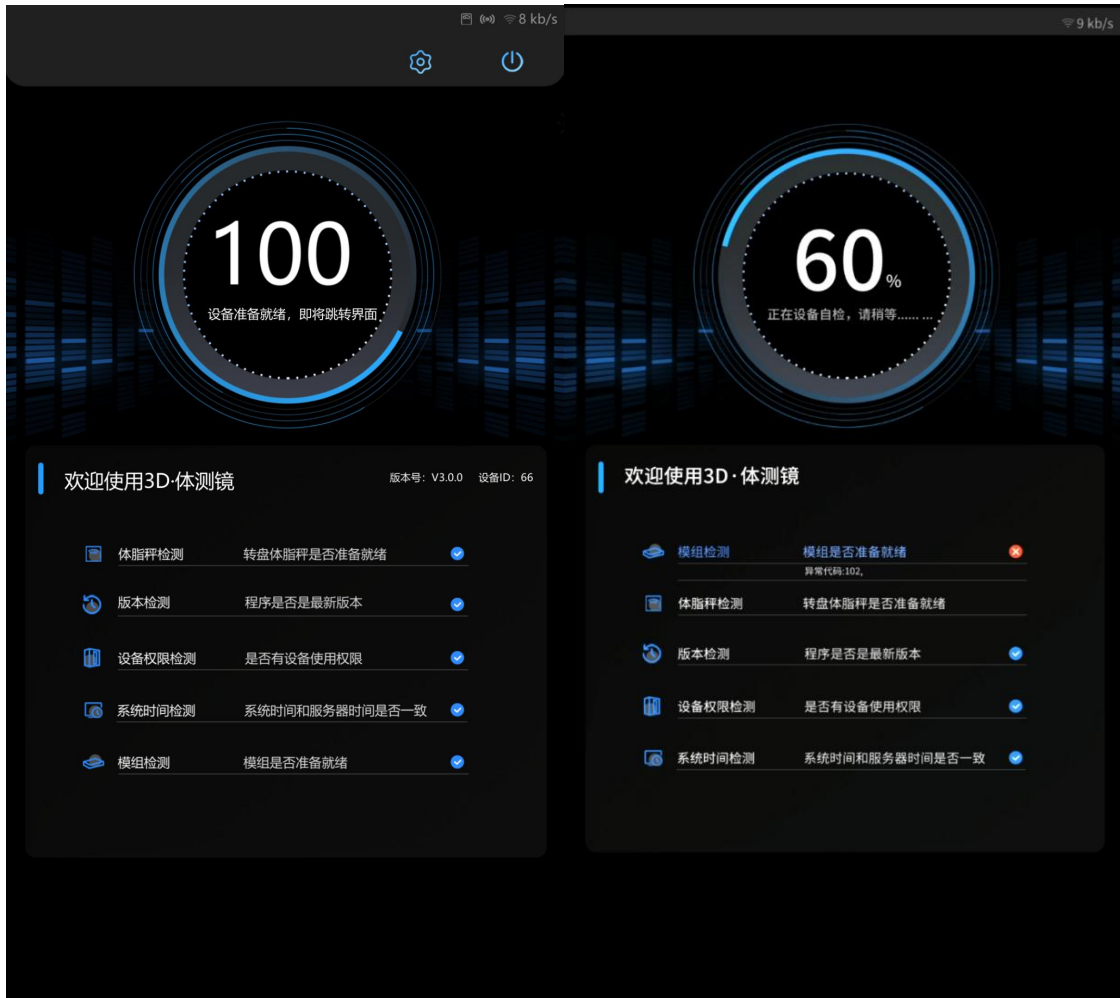 8 kb/s
100
设备准备就绪，即将跳转界面
欢迎使用3D·体测镜 版本号：V3.0.0 设备ID：66
体脂秤检测 转盘体脂秤是否准备就绪
版本检测 程序是否是最新版本
设备权限检测 是否有设备使用权限
系统时间检测 系统时间和服务器时间是否一致
模组检测 模组是否准备就绪
9 kb/s
60%
正在设备自检，请稍等...... ...
欢迎使用3D·体测镜
模组检测 模组是否准备就绪
异常代码:102,
体脂秤检测 转盘体脂秤是否准备就绪
版本检测 程序是否是最新版本
设备权限检测 是否有设备使用权限
系统时间检测 系统时间和服务器时间是否一致